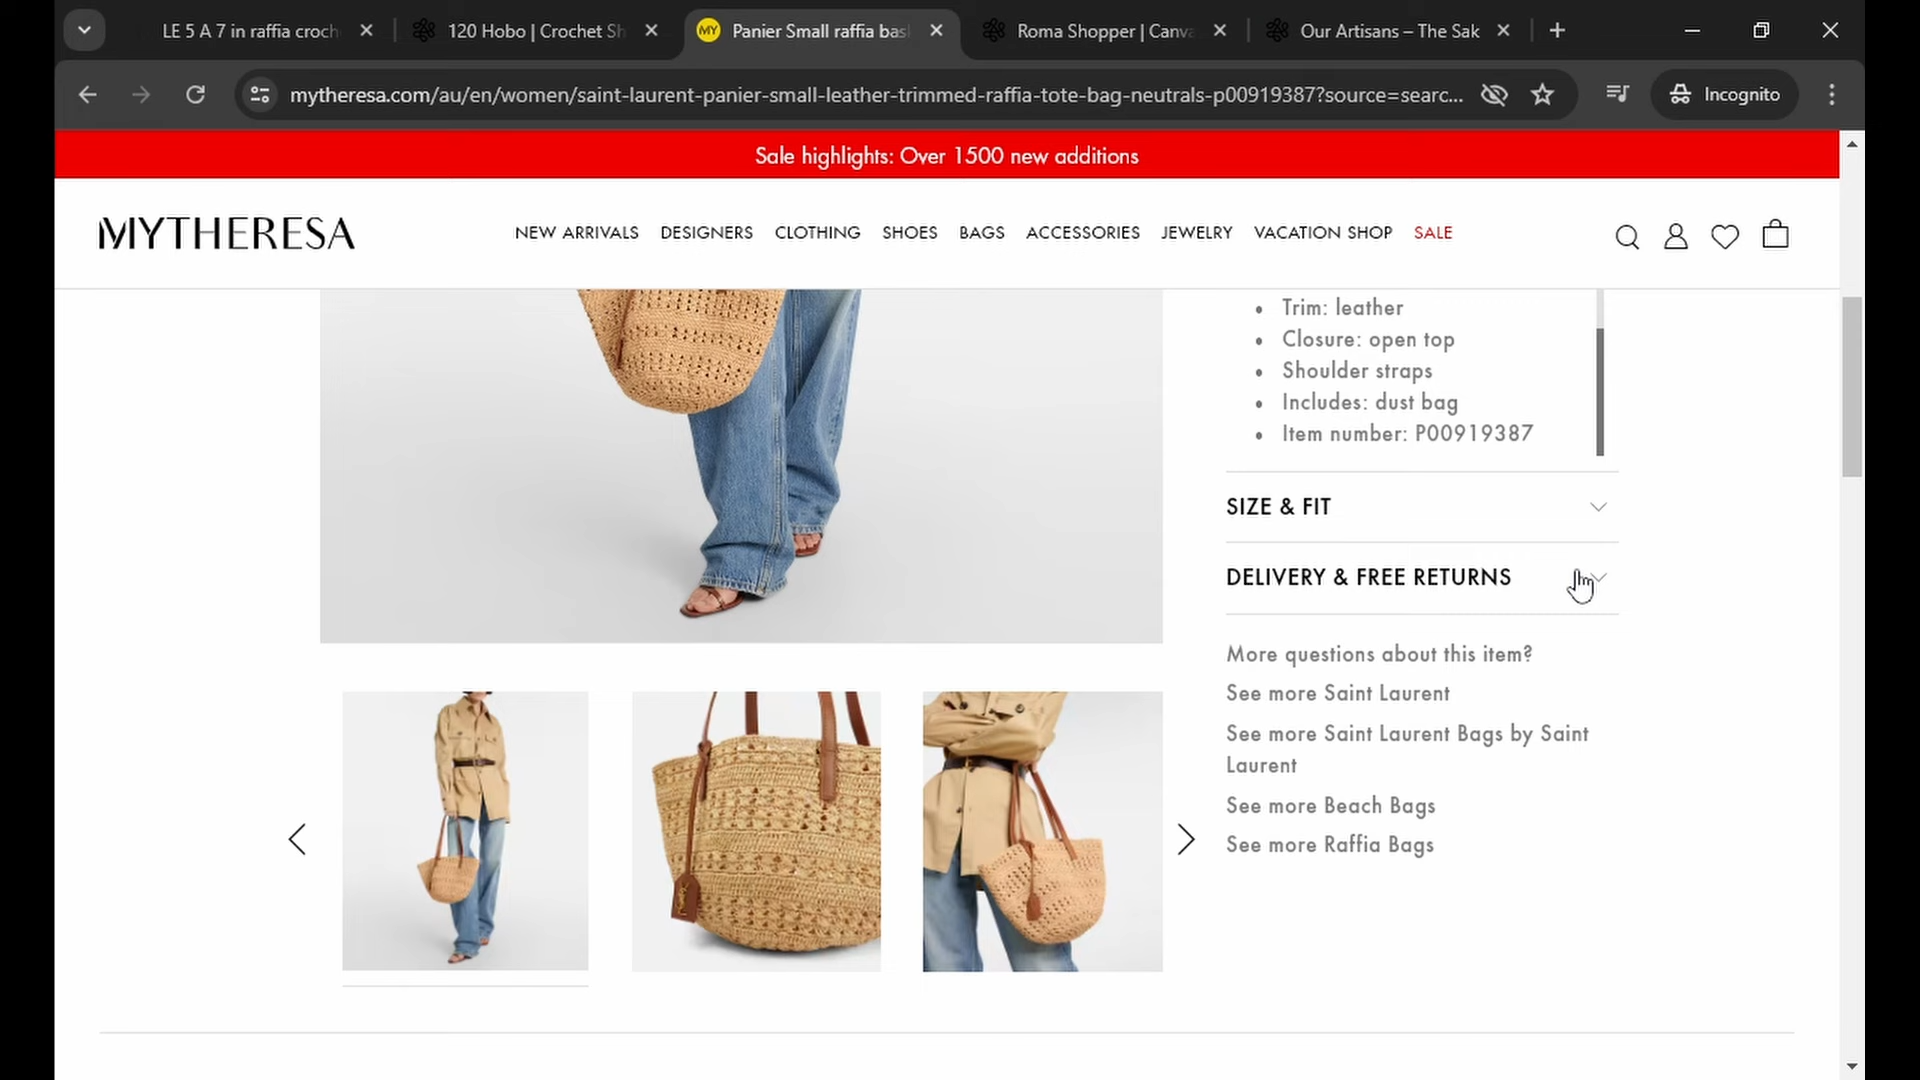 LE 5 A 7 in raffia croch
120 Hobo | Crochet Sh
MY
Panier Small raffia bas
Roma Shopper | Canva
Our Artisans – The Sak
mytheresa.com/au/en/women/saint-laurent-panier-small-leather-trimmed-raffia-tote-bag-neutrals-p00919387?source=searc...
Incognito
Sale highlights: Over 1500 new additions
MYTHERESA
NEW ARRIVALS DESIGNERS CLOTHING SHOES BAGS ACCESSORIES JEWELRY VACATION SHOP SALE
• Trim: leather
• Closure: open top
• Shoulder straps
• Includes: dust bag
• Item number: P00919387
SIZE & FIT
DELIVERY & FREE RETURNS
More questions about this item?
See more Saint Laurent
See more Saint Laurent Bags by Saint
Laurent
See more Beach Bags
See more Raffia Bags